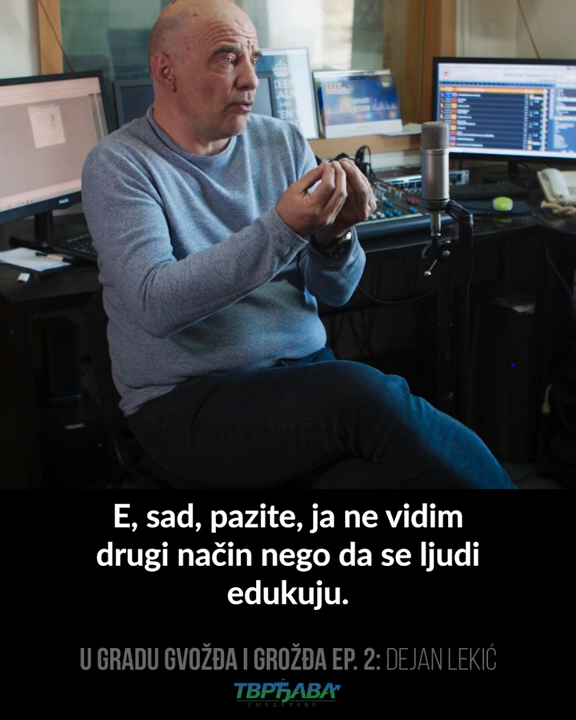 E, sad, pazite, ja ne vidim
drugi način nego da se ljudi
edukuju.
U GRADU GVOŽĐA I GROŽĐA EP. 2: DEJAN LEKIĆ
ТВРЂАВА
СМЕДЕРЕВО